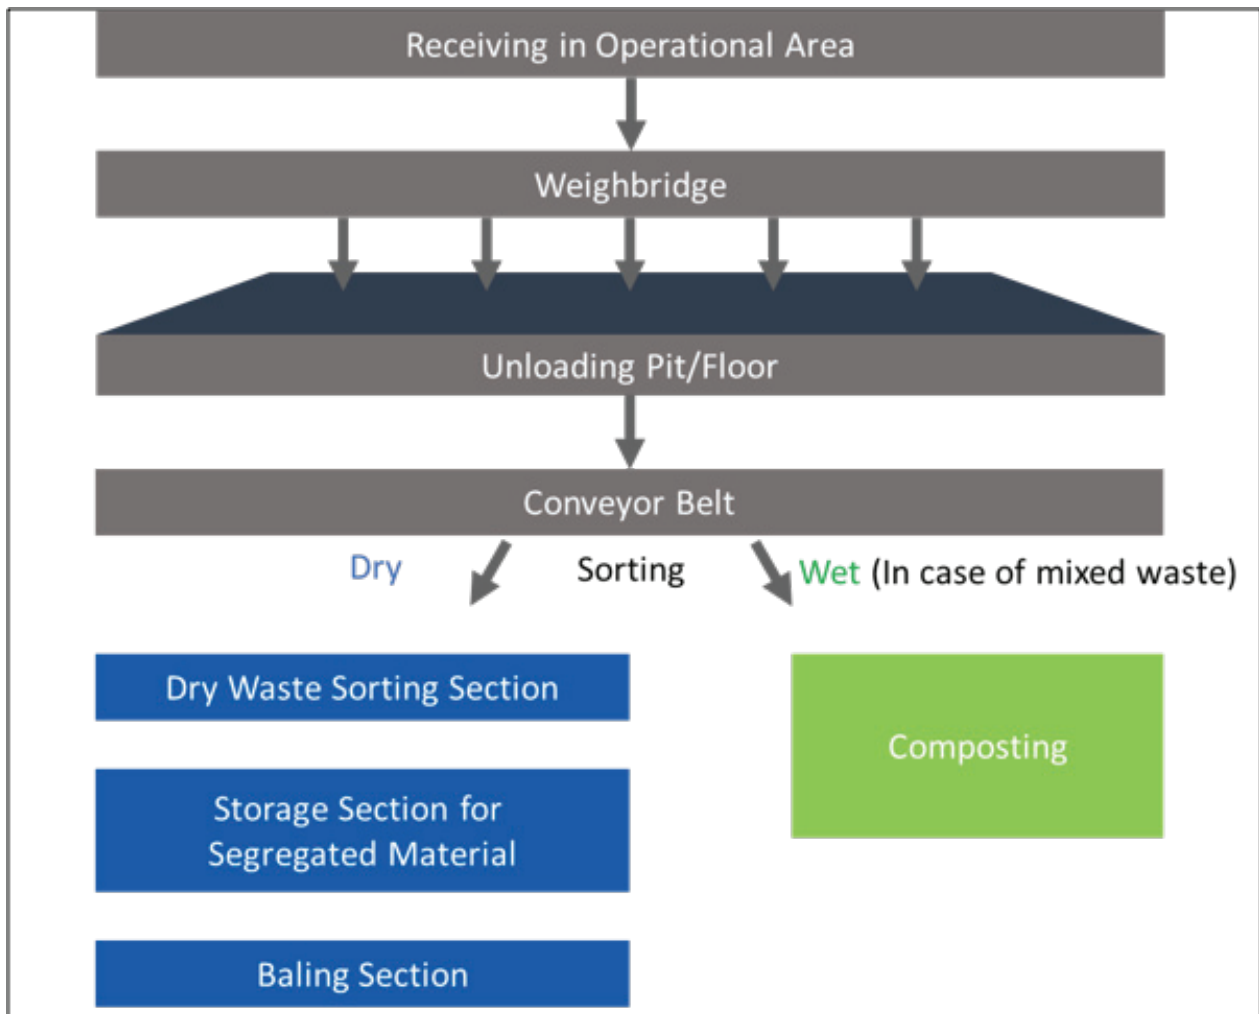 Receiving in Operational Area
Weighbridge
Unloading Pit/Floor
Conveyor Belt
Dry
Sorting
Wet (In case of mixed waste)
Dry Waste Sorting Section
Storage Section for
Segregated Material
Composting
Baling Section